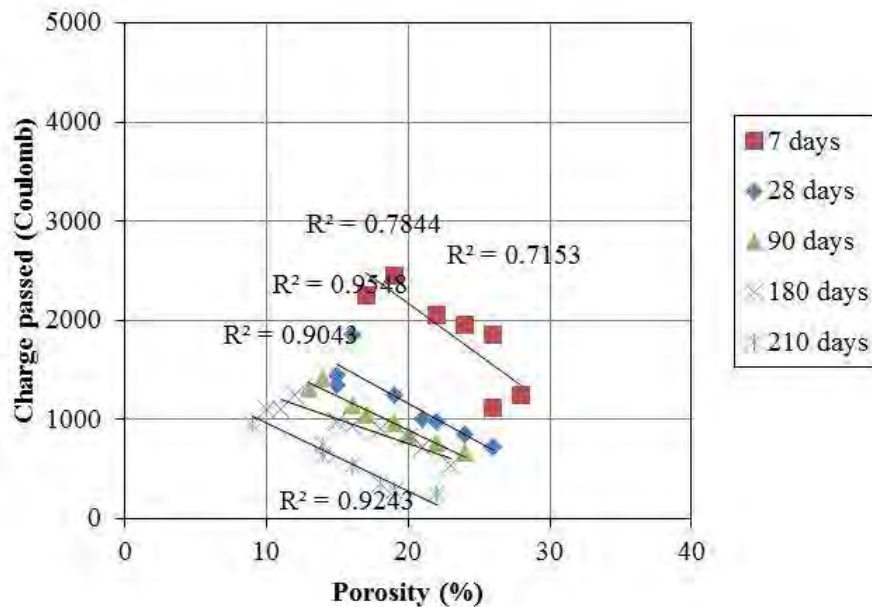 5000
4000
3000
2000
1000
0
Charge passed (Coulomb)
R² = 0.7844
R² = 0.7153
R² = 0.9548
R² = 0.9043
R² = 0.9243
0 10 20 30 40
Porosity (%)
7 days
28 days
90 days
180 days
210 days